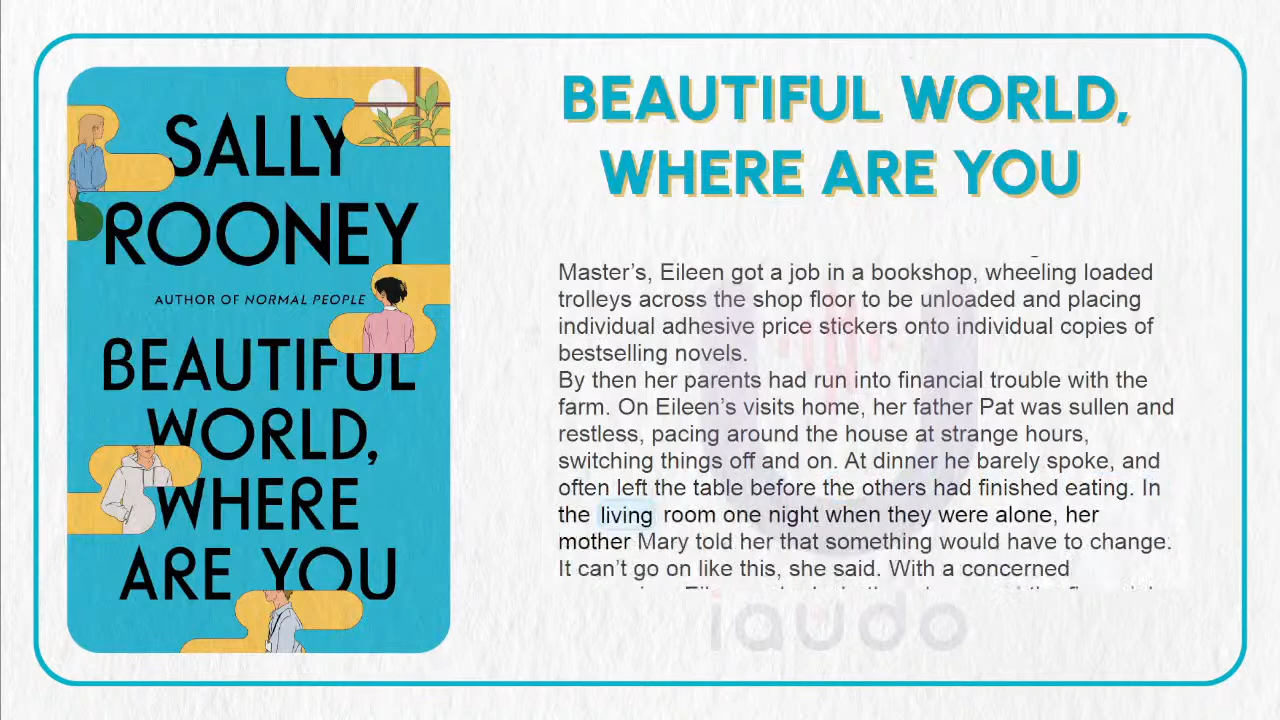 SALLY
ROONEY
AUTHOR OF NORMAL PEOPLE
BEAUTIFUL
WORLD,
WHERE
ARE YOU
BEAUTIFUL WORLD,
WHERE ARE YOU
Master’s, Eileen got a job in a bookshop, wheeling loaded
trolleys across the shop floor to be unloaded and placing
individual adhesive price stickers onto individual copies of
bestselling novels.
By then her parents had run into financial trouble with the
farm. On Eileen’s visits home, her father Pat was sullen and
restless, pacing around the house at strange hours,
switching things off and on. At dinner he barely spoke, and
often left the table before the others had finished eating. In
the living room one night when they were alone, her
mother Mary told her that something would have to change.
It can’t go on like this, she said. With a concerned
iaudo